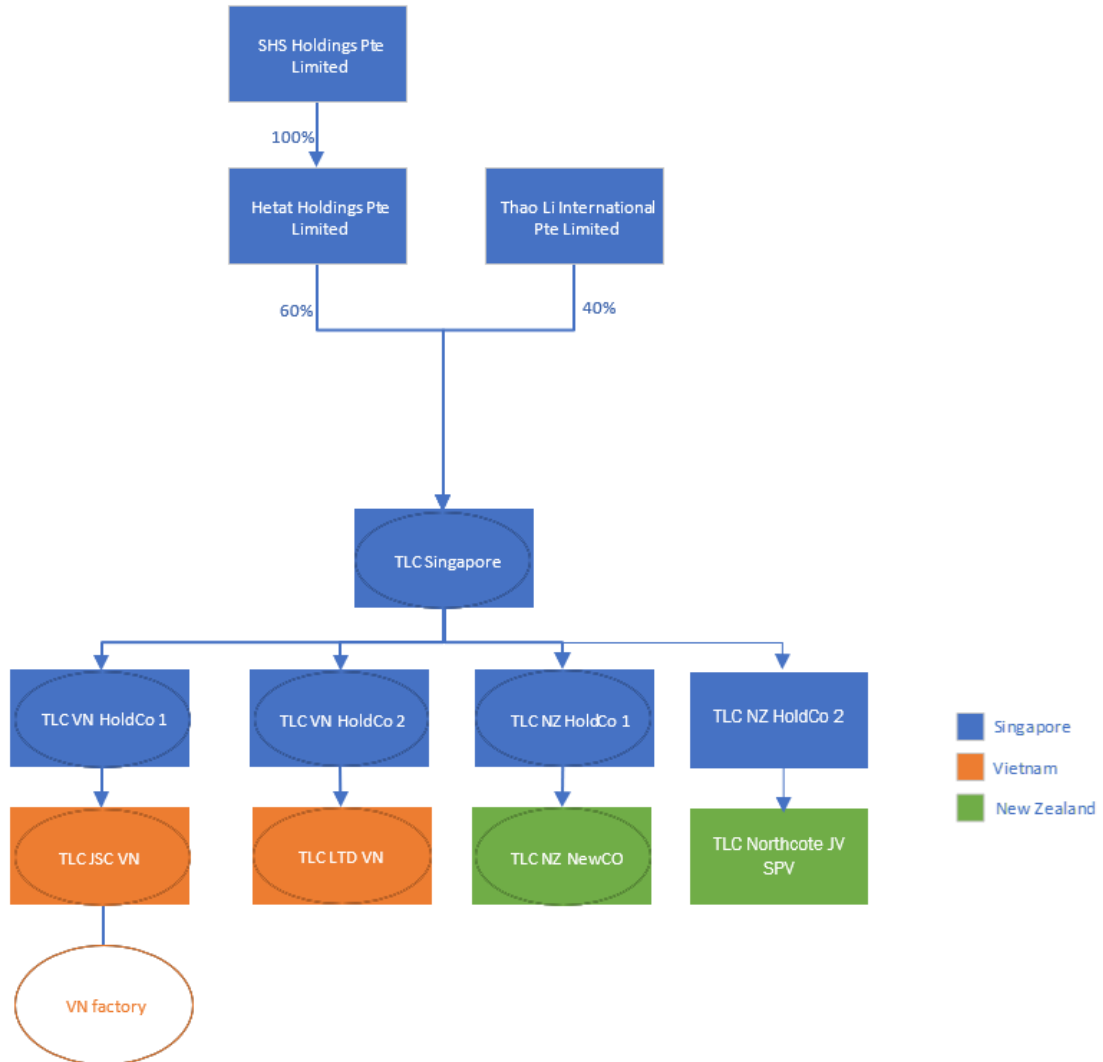 SHS Holdings Pte
Limited
100%
Hetat Holdings Pte
Limited
Thao Li International
Pte Limited
60%
40%
TLC Singapore
TLC VN HoldCo 1
TLC VN HoldCo 2
TLC NZ HoldCo 1
TLC NZ HoldCo 2
Singapore
Vietnam
New Zealand
TLC JSC VN
TLC LTD VN
TLC NZ NewCO
TLC Northcote JV
SPV
VN factory